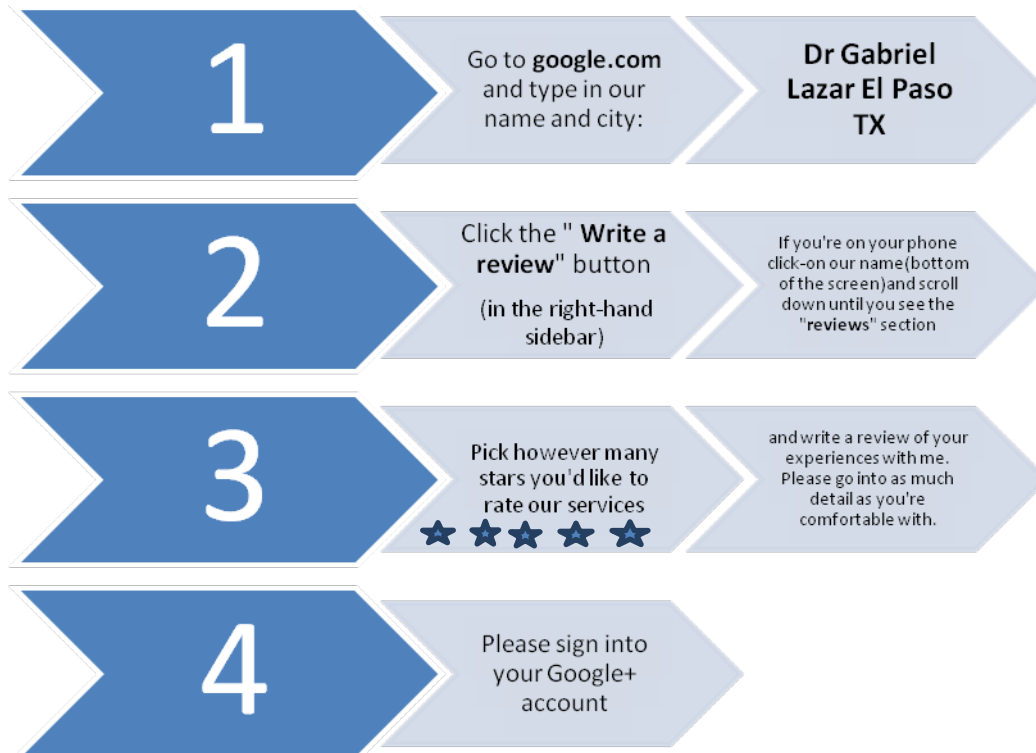 1
Go to google.com
and type in our
name and city:
Dr Gabriel
Lazar El Paso
TX
2
Click the " Write a
review" button
(in the right-hand
sidebar)
If you're on your phone
click-on our name(bottom
of the screen)and scroll
down until you see the
"reviews" section
3
Pick however many
stars you'd like to
rate our services
and write a review of your
experiences with me.
Please go into as much
detail as you're
comfortable with.
4
Please sign into
your Google+
account